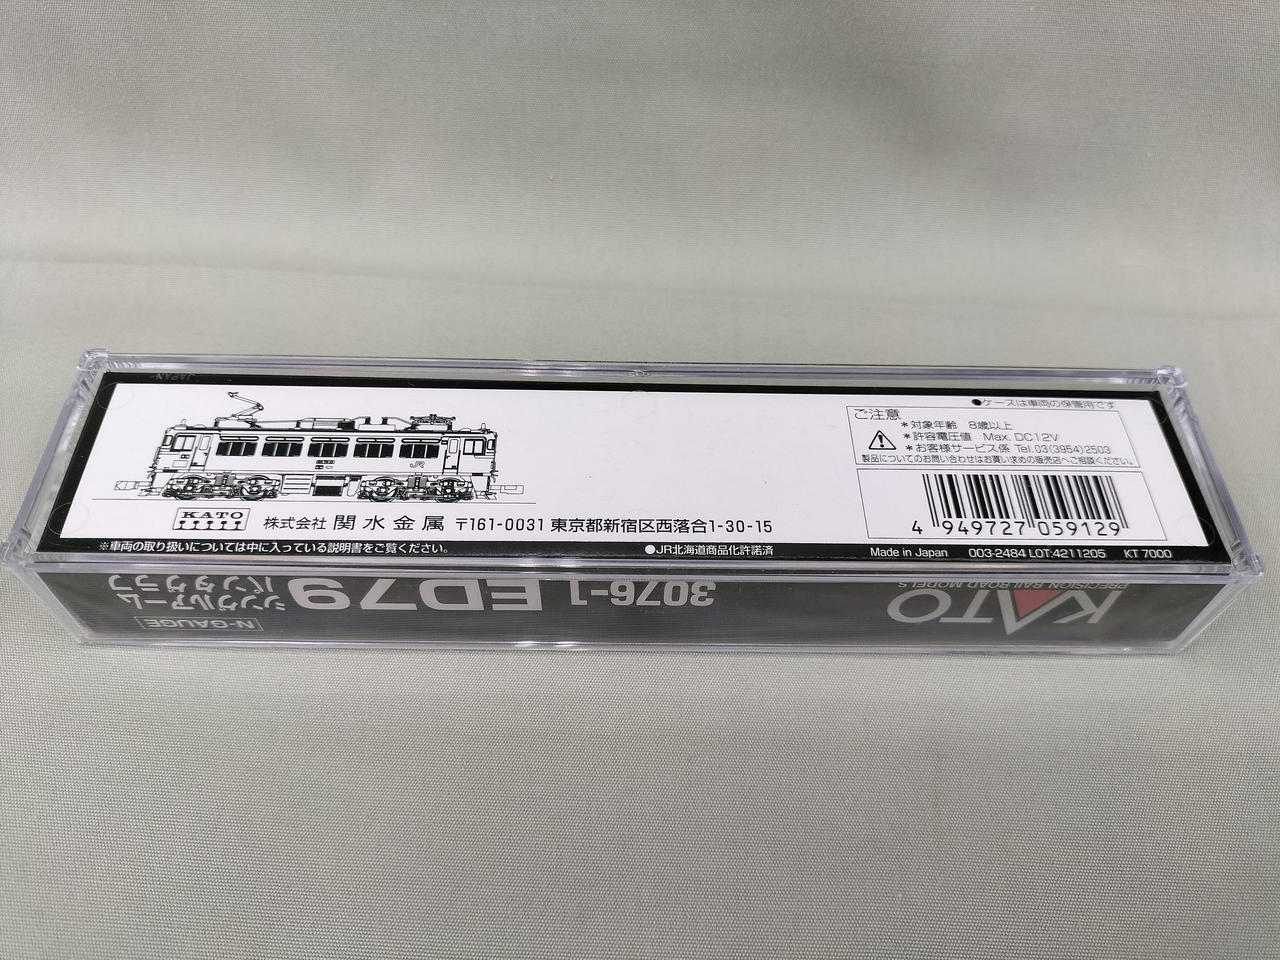 ●ケースは車両の保管用です
ご注意
＊対象年齢 8歳以上
＊許容電圧値 Max. DC12V
＊お客様サービス係 Tel.03(3954)2503
製品についてのお問い合わせはお買い求めの販売店へご相談ください。
JR
KATO
株式会社 関水金属 〒161-0031 東京都新宿区西落合1-30-15
4 949727 059129
※車両の取り扱いについては中に入っている説明書をご覧ください。
●JR北海道商品化許諾済
Made in Japan 003-2484 LOT:4211205 KT 7000
KATO
PRECISION RAILROAD MODELS
3076-1 ED79
シングルアーム
パンタグラフ
N-GAUGE